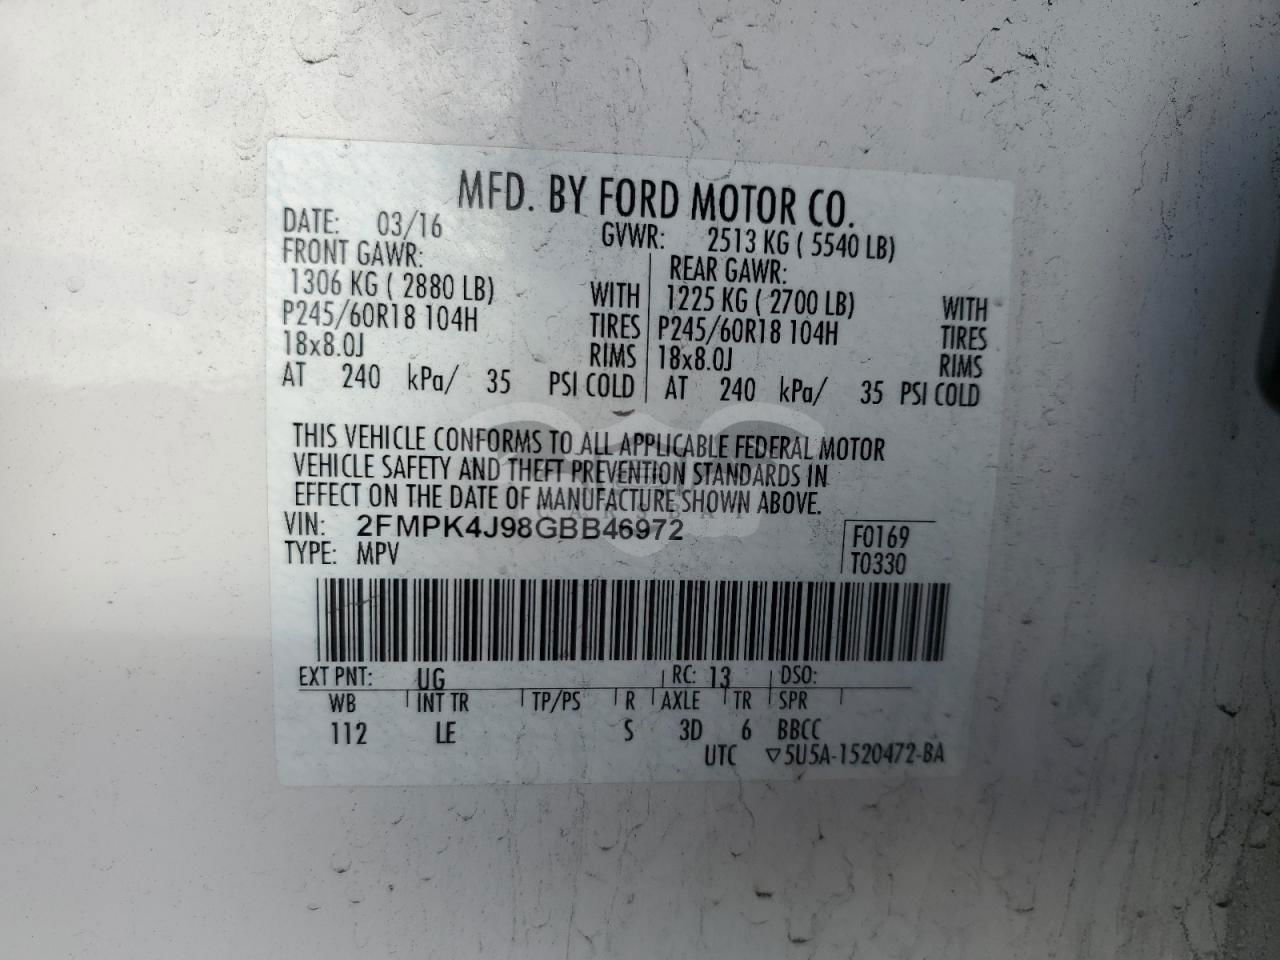 MFD. BY FORD MOTOR CO.
DATE: 03/16 GVWR: 2513 KG ( 5540 LB)
FRONT GAWR: REAR GAWR:
1306 KG ( 2880 LB) WITH 1225 KG ( 2700 LB) WITH
P245/60R18 104H TIRES P245/60R18 104H TIRES
18x8.0J RIMS 18x8.0J RIMS
AT 240 kPa/ 35 PSI COLD AT 240 kPa/ 35 PSI COLD
THIS VEHICLE CONFORMS TO ALL APPLICABLE FEDERAL MOTOR
VEHICLE SAFETY AND THEFT PREVENTION STANDARDS IN
EFFECT ON THE DATE OF MANUFACTURE SHOWN ABOVE.
VIN: 2FMPK4J98GBB46972 F0169
TYPE: MPV T0330
EXT PNT: UG RC: 13 DSO:
WB INT TR TP/PS R AXLE TR SPR
112 LE S 3D 6 BBCC
UTC ▽5U5A-1520472-BA